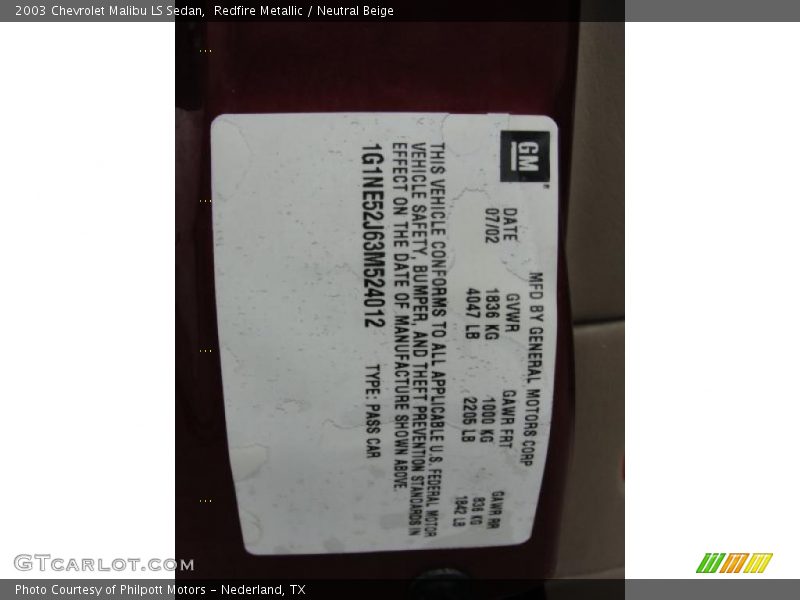 2003 Chevrolet Malibu LS Sedan,  Redfire Metallic / Neutral Beige
GM
MFD BY GENERAL MOTORS CORP
DATE GVWR GAWR FRT GAWR RR
07/02 1836 KG 1000 KG 836 KG
4047 LB 2205 LB 1842 LB
THIS VEHICLE CONFORMS TO ALL APPLICABLE U.S. FEDERAL MOTOR
VEHICLE SAFETY, BUMPER, AND THEFT PREVENTION STANDARDS IN
EFFECT ON THE DATE OF MANUFACTURE SHOWN ABOVE.
1G1NE52J63M524012 TYPE: PASS CAR
GTcarlot.com
Photo Courtesy of Philpott Motors - Nederland, TX